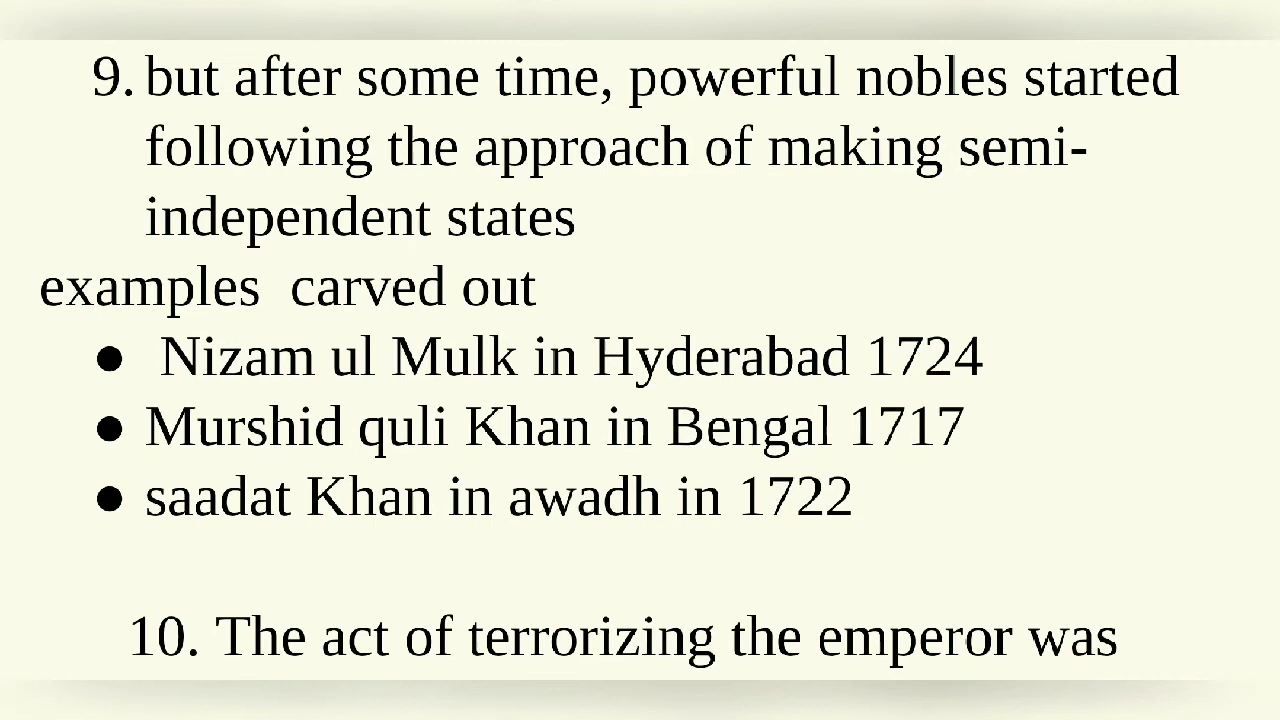 9. but after some time, powerful nobles started
following the approach of making semi-
independent states
examples  carved out
● Nizam ul Mulk in Hyderabad 1724
● Murshid quli Khan in Bengal 1717
● saadat Khan in awadh in 1722
10. The act of terrorizing the emperor was